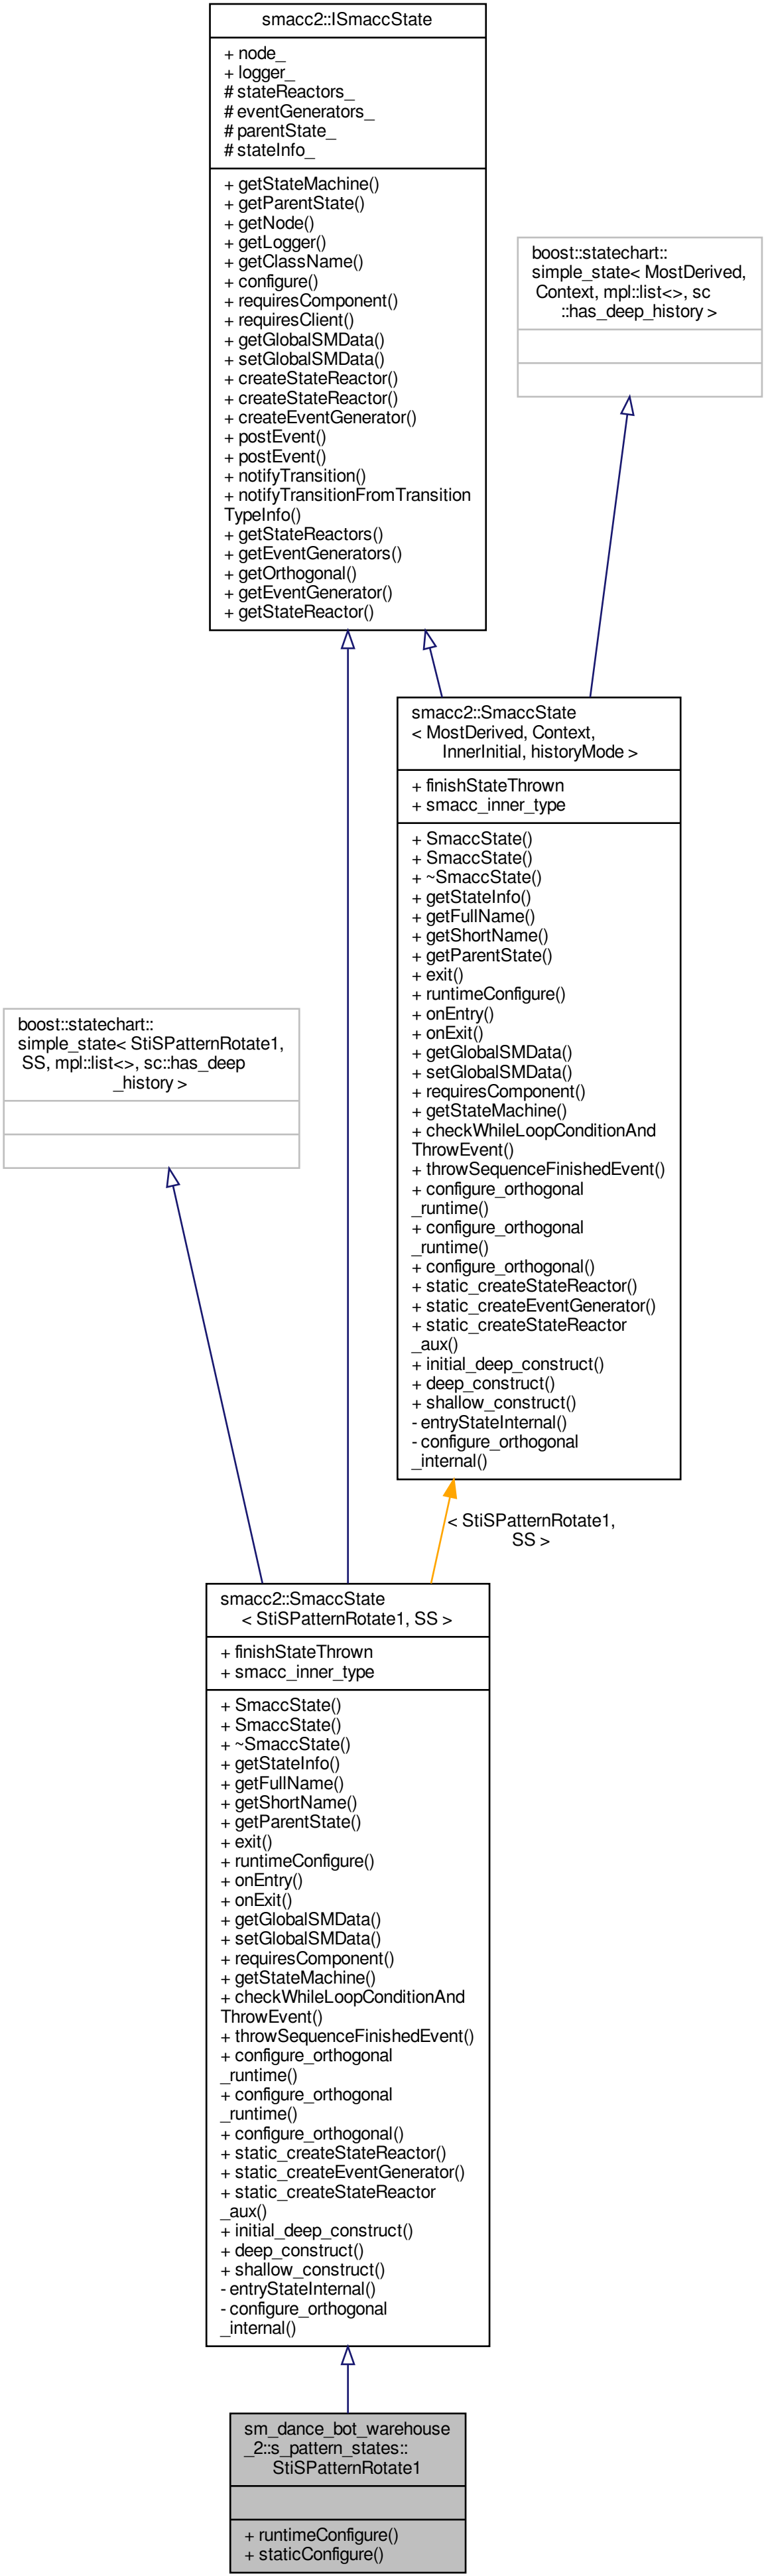 smacc2::ISmaccState
+ node_
+ logger_
# stateReactors_
# eventGenerators_
# parentState_
# stateInfo_
+ getStateMachine()
+ getParentState()
+ getNode()
+ getLogger()
+ getClassName()
+ configure()
+ requiresComponent()
+ requiresClient()
+ getGlobalSMData()
+ setGlobalSMData()
+ createStateReactor()
+ createStateReactor()
+ createEventGenerator()
+ postEvent()
+ postEvent()
+ notifyTransition()
+ notifyTransitionFromTransition
TypeInfo()
+ getStateReactors()
+ getEventGenerators()
+ getOrthogonal()
+ getEventGenerator()
+ getStateReactor()
boost::statechart::
simple_state< MostDerived,
Context, mpl::list<>, sc
::has_deep_history >
smacc2::SmaccState
< MostDerived, Context,
InnerInitial, historyMode >
+ finishStateThrown
+ smacc_inner_type
+ SmaccState()
+ SmaccState()
+ ~SmaccState()
+ getStateInfo()
+ getFullName()
+ getShortName()
+ getParentState()
+ exit()
+ runtimeConfigure()
+ onEntry()
+ onExit()
+ getGlobalSMData()
+ setGlobalSMData()
+ requiresComponent()
+ getStateMachine()
+ checkWhileLoopConditionAnd
ThrowEvent()
+ throwSequenceFinishedEvent()
+ configure_orthogonal
_runtime()
+ configure_orthogonal
_runtime()
+ configure_orthogonal()
+ static_createStateReactor()
+ static_createEventGenerator()
+ static_createStateReactor
_aux()
+ initial_deep_construct()
+ deep_construct()
+ shallow_construct()
- entryStateInternal()
- configure_orthogonal
_internal()
boost::statechart::
simple_state< StiSPatternRotate1,
SS, mpl::list<>, sc::has_deep
_history >
< StiSPatternRotate1,
SS >
smacc2::SmaccState
< StiSPatternRotate1, SS >
+ finishStateThrown
+ smacc_inner_type
+ SmaccState()
+ SmaccState()
+ ~SmaccState()
+ getStateInfo()
+ getFullName()
+ getShortName()
+ getParentState()
+ exit()
+ runtimeConfigure()
+ onEntry()
+ onExit()
+ getGlobalSMData()
+ setGlobalSMData()
+ requiresComponent()
+ getStateMachine()
+ checkWhileLoopConditionAnd
ThrowEvent()
+ throwSequenceFinishedEvent()
+ configure_orthogonal
_runtime()
+ configure_orthogonal
_runtime()
+ configure_orthogonal()
+ static_createStateReactor()
+ static_createEventGenerator()
+ static_createStateReactor
_aux()
+ initial_deep_construct()
+ deep_construct()
+ shallow_construct()
- entryStateInternal()
- configure_orthogonal
_internal()
sm_dance_bot_warehouse
_2::s_pattern_states::
StiSPatternRotate1
+ runtimeConfigure()
+ staticConfigure()